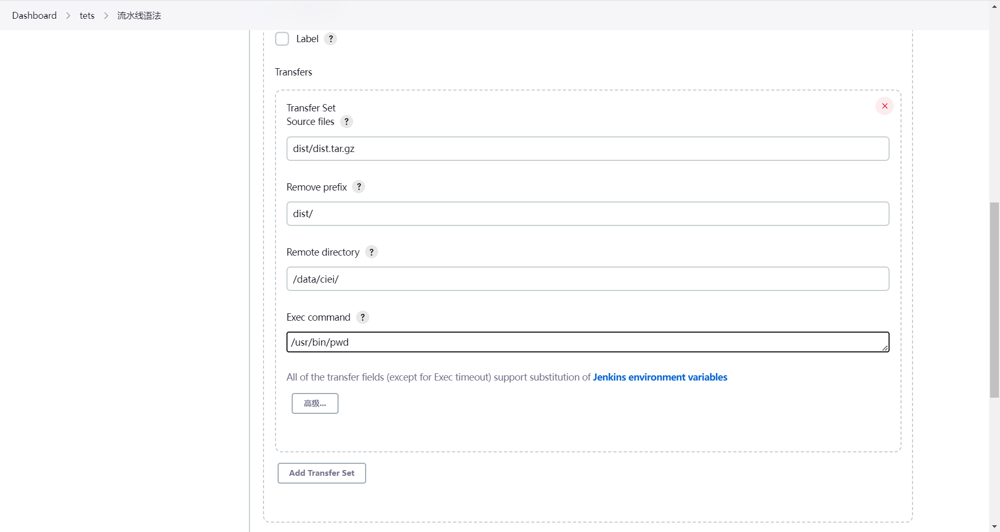 Dashboard > tets > 流水线语法
Label ?
Transfers
Transfer Set
Source files ?
dist/dist.tar.gz
Remove prefix ?
dist/
Remote directory ?
/data/ciei/
Exec command ?
/usr/bin/pwd
All of the transfer fields (except for Exec timeout) support substitution of Jenkins environment variables
高级...
Add Transfer Set